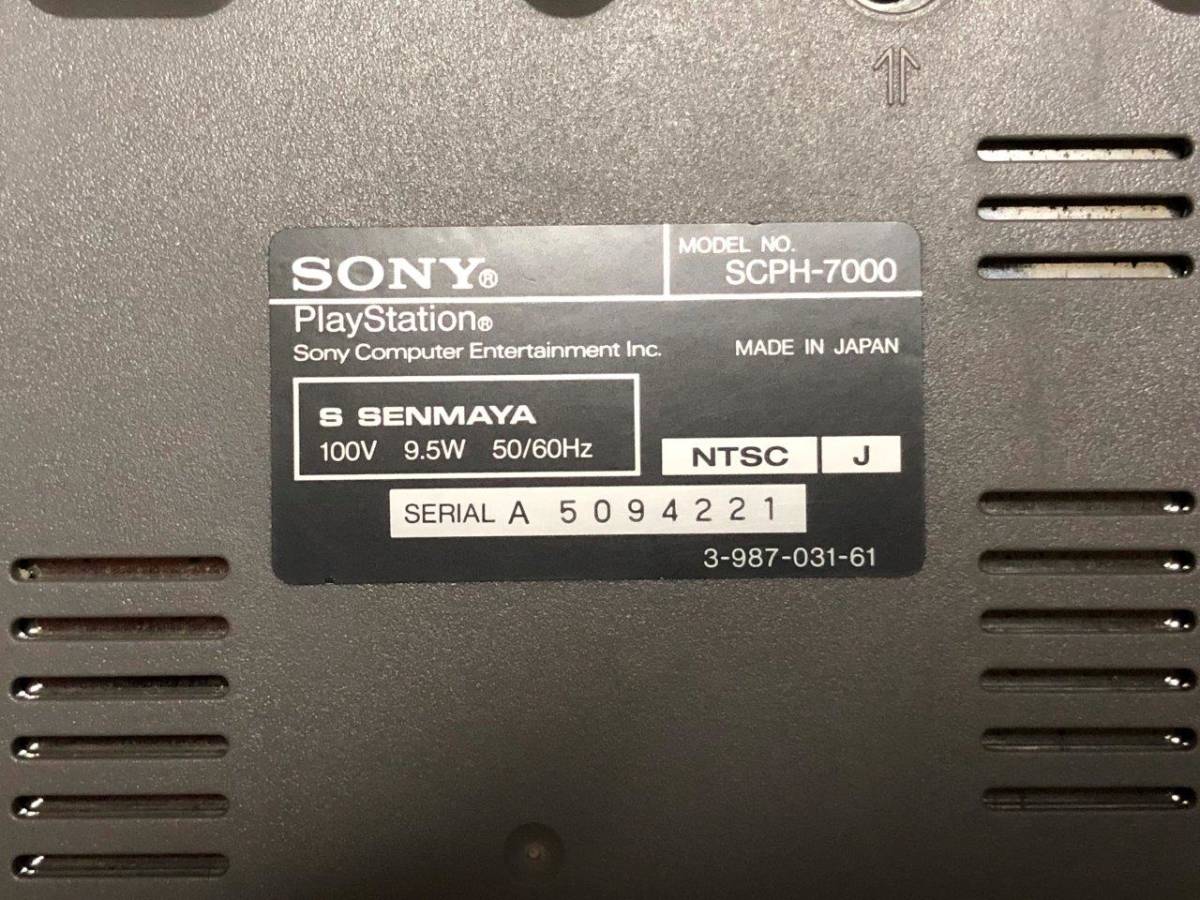 SONY®
MODEL NO.
SCPH-7000
PlayStation®
Sony Computer Entertainment Inc.
MADE IN JAPAN
S SENMAYA
100V 9.5W 50/60Hz
NTSC J
SERIAL A 5094221
3-987-031-61